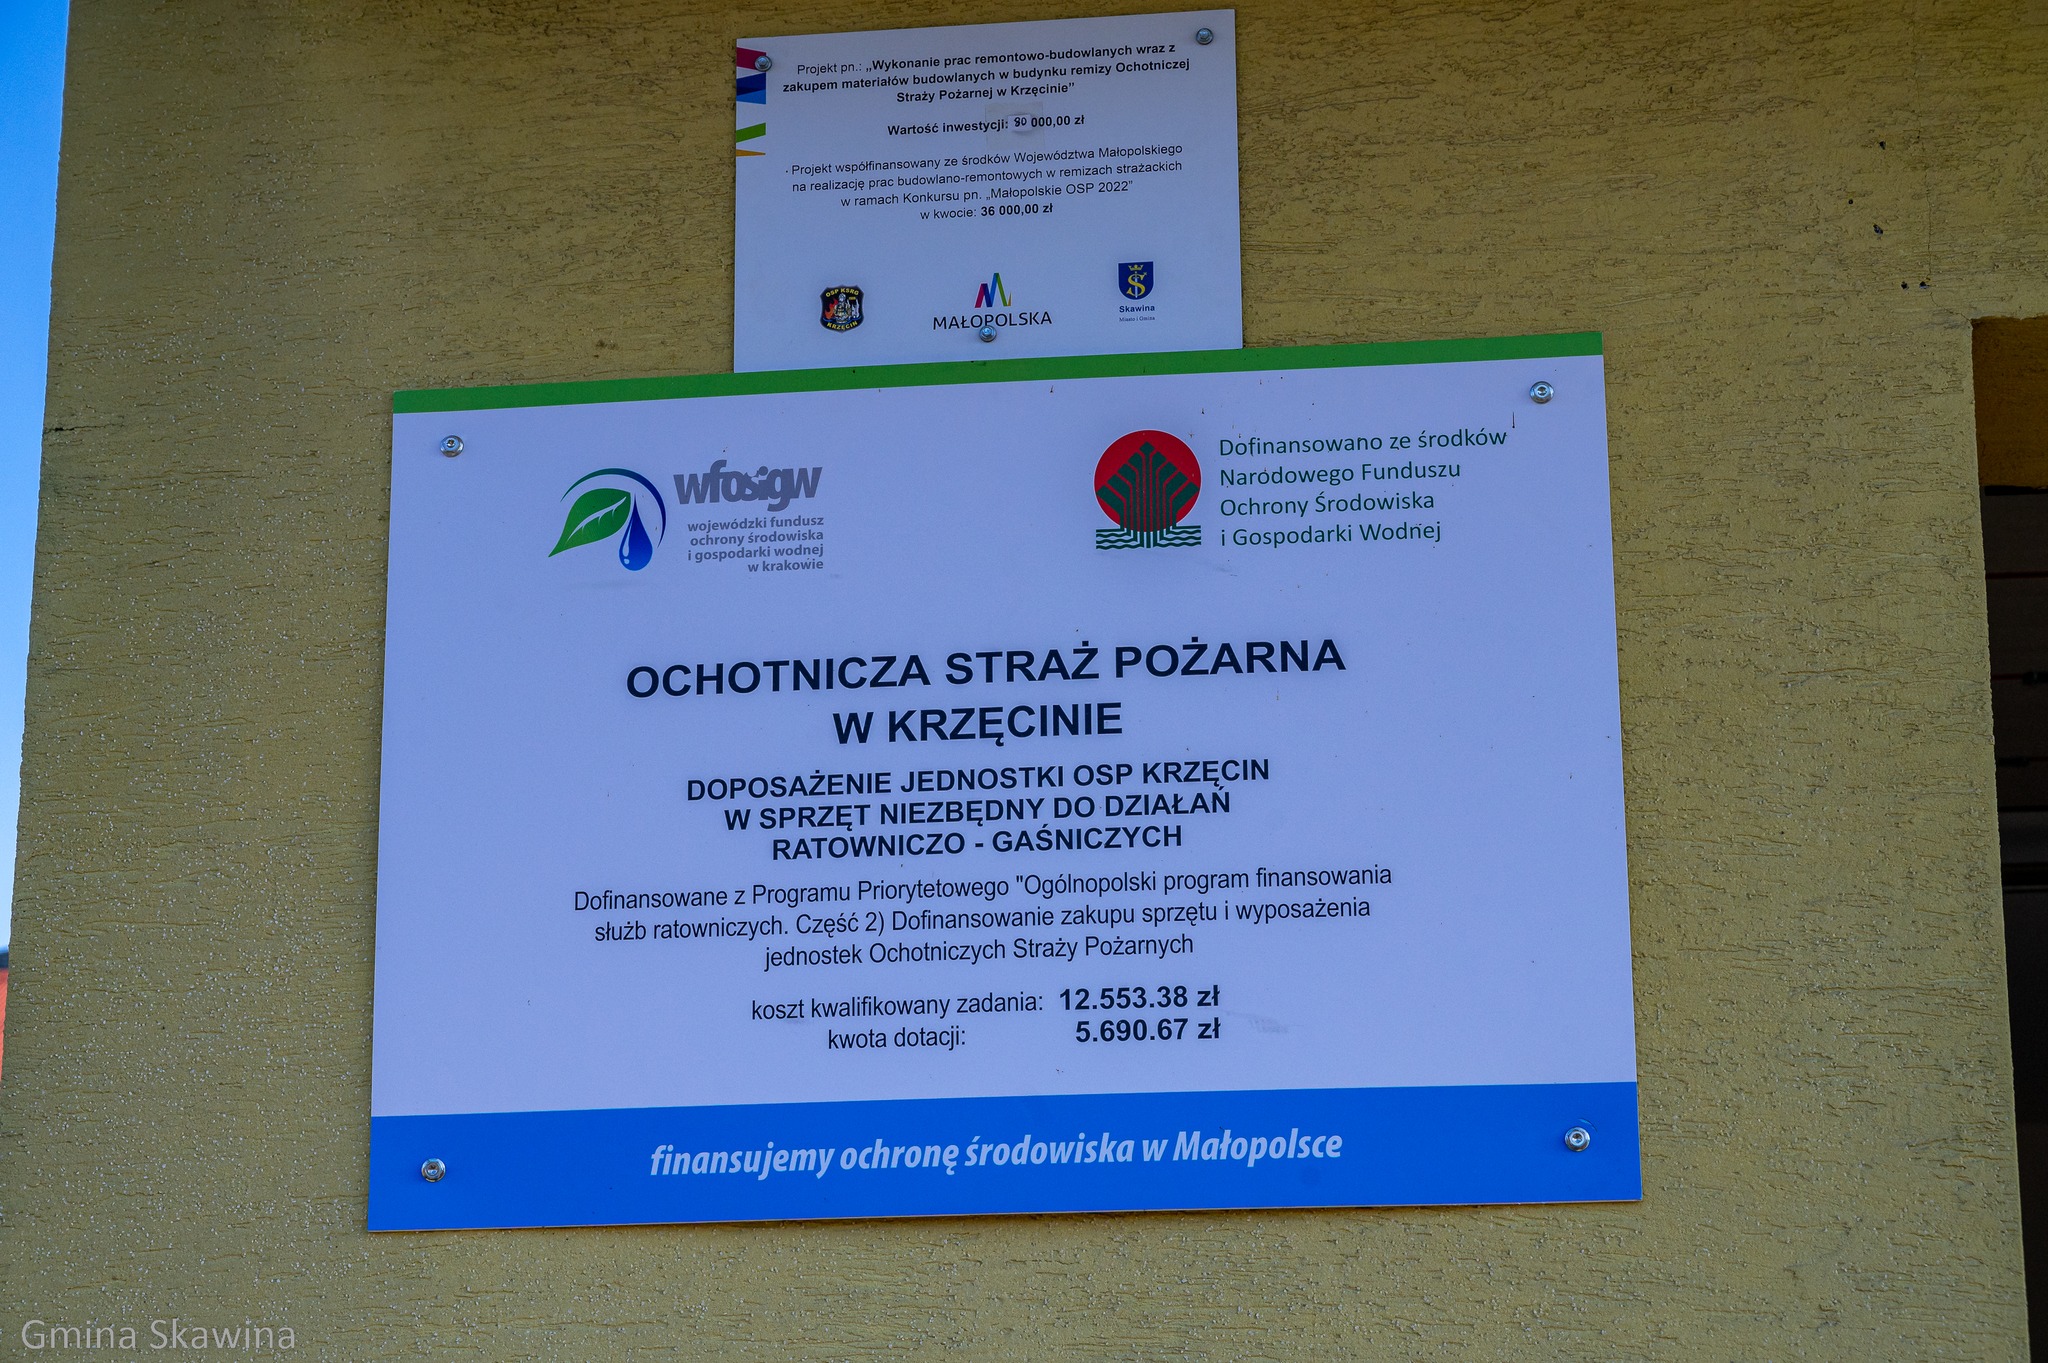 Projekt pn.: „Wykonanie prac remontowo-budowlanych wraz z
zakupem materiałów budowlanych w budynku remizy Ochotniczej
Straży Pożarnej w Krzęcinie”
Wartość inwestycji: 80 000,00 zł
Projekt współfinansowany ze środków Województwa Małopolskiego
na realizację prac budowlano-remontowych w remizach strażackich
w ramach Konkursu pn. „Małopolskie OSP 2022”
w kwocie: 36 000,00 zł
OSP KSRG
KRZĘCIN
MAŁOPOLSKA
Skawina
Miasto i Gmina
wfosigw
wojewódzki fundusz
ochrony środowiska
i gospodarki wodnej
w krakowie
Dofinansowano ze środków
Narodowego Funduszu
Ochrony Środowiska
i Gospodarki Wodnej
OCHOTNICZA STRAŻ POŻARNA
W KRZĘCINIE
DOPOSAŻENIE JEDNOSTKI OSP KRZĘCIN
W SPRZĘT NIEZBĘDNY DO DZIAŁAŃ
RATOWNICZO - GAŚNICZYCH
Dofinansowane z Programu Priorytetowego "Ogólnopolski program finansowania
służb ratowniczych. Część 2) Dofinansowanie zakupu sprzętu i wyposażenia
jednostek Ochotniczych Straży Pożarnych
koszt kwalifikowany zadania: 12.553.38 zł
kwota dotacji: 5.690.67 zł
finansujemy ochronę środowiska w Małopolsce
Gmina Skawina